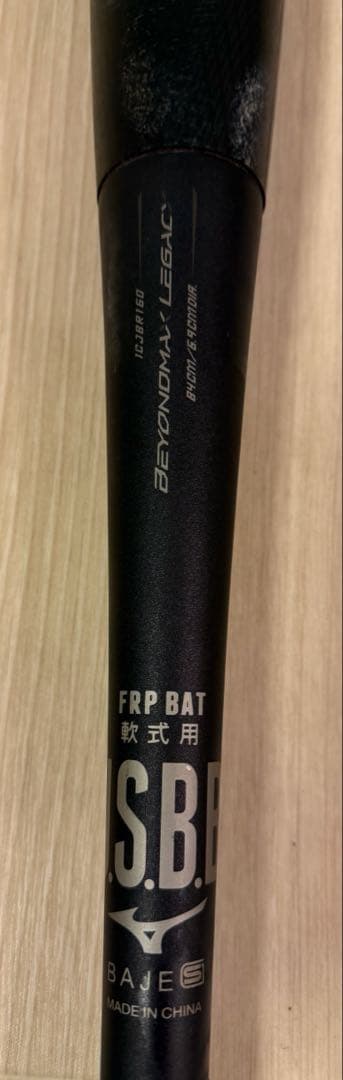 1CJBR160
BEYONDMAX LEGACY
84CM/6.9CMDIA.
FRP BAT
軟式用
.S.B.B
BAJE S
MADE IN CHINA